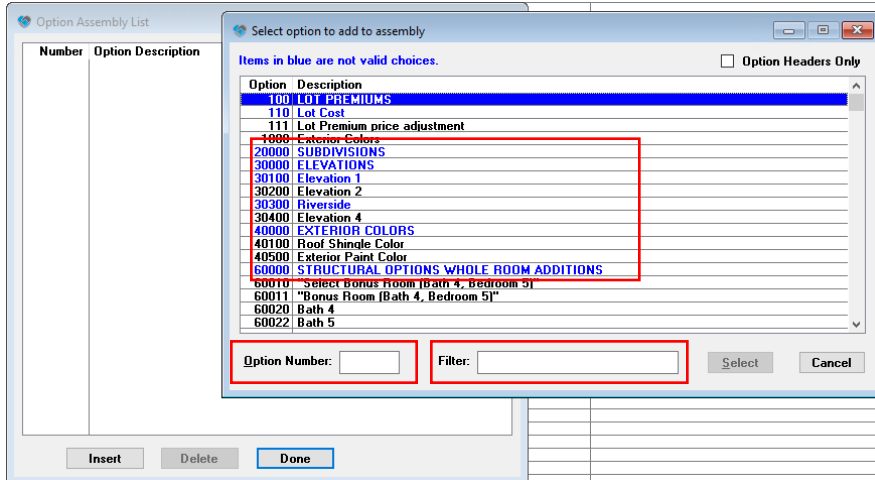 Option Assembly List
Number Option Description
Select option to add to assembly
Items in blue are not valid choices.
Option Headers Only
Option Description
100 LOT PREMIUMS
110 Lot Cost
111 Lot Premium price adjustment
1000 Exterior Colors
20000 SUBDIVISIONS
30000 ELEVATIONS
30100 Elevation 1
30200 Elevation 2
30300 Riverside
30400 Elevation 4
40000 EXTERIOR COLORS
40100 Roof Shingle Color
40500 Exterior Paint Color
60000 STRUCTURAL OPTIONS WHOLE ROOM ADDITIONS
60010 "Select Bonus Room (Bath 4, Bedroom 5)"
60011 "Bonus Room (Bath 4, Bedroom 5)"
60020 Bath 4
60022 Bath 5
Option Number:
Filter:
Select
Cancel
Insert
Delete
Done